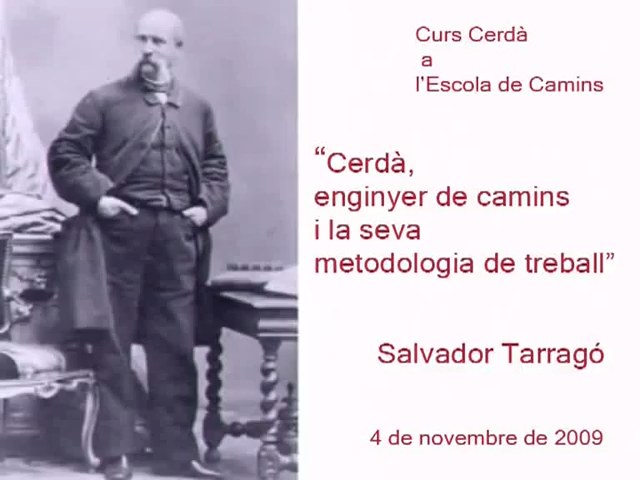 Curs Cerdà
a
l'Escola de Camins
“Cerdà,
enginyer de camins
i la seva
metodologia de treball”
Salvador Tarragó
4 de novembre de 2009